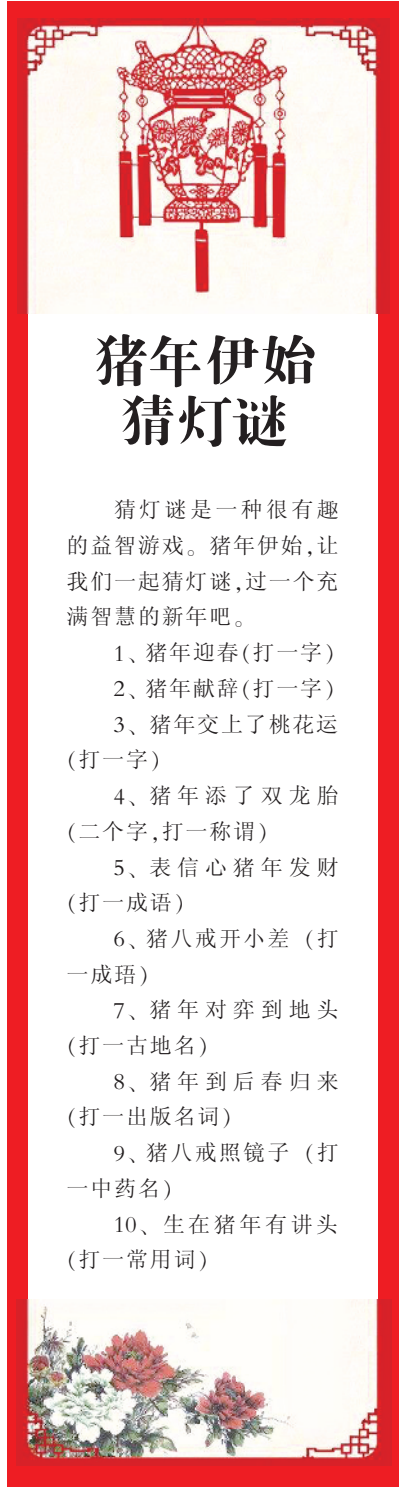 猪年伊始
猜灯谜
猜灯谜是一种很有趣
的益智游戏。猪年伊始,让
我们一起猜灯谜,过一个充
满智慧的新年吧。
1、猪年迎春(打一字)
2、猪年献辞(打一字)
3、猪年交上了桃花运
(打一字)
4、猪年添了双龙胎
(二个字,打一称谓)
5、表信心猪年发财
(打一成语)
6、猪八戒开小差 (打
一成珸)
7、猪年对弈到地头
(打一古地名)
8、猪年到后春归来
(打一出版名词)
9、猪八戒照镜子 (打
一中药名)
10、生在猪年有讲头
(打一常用词)